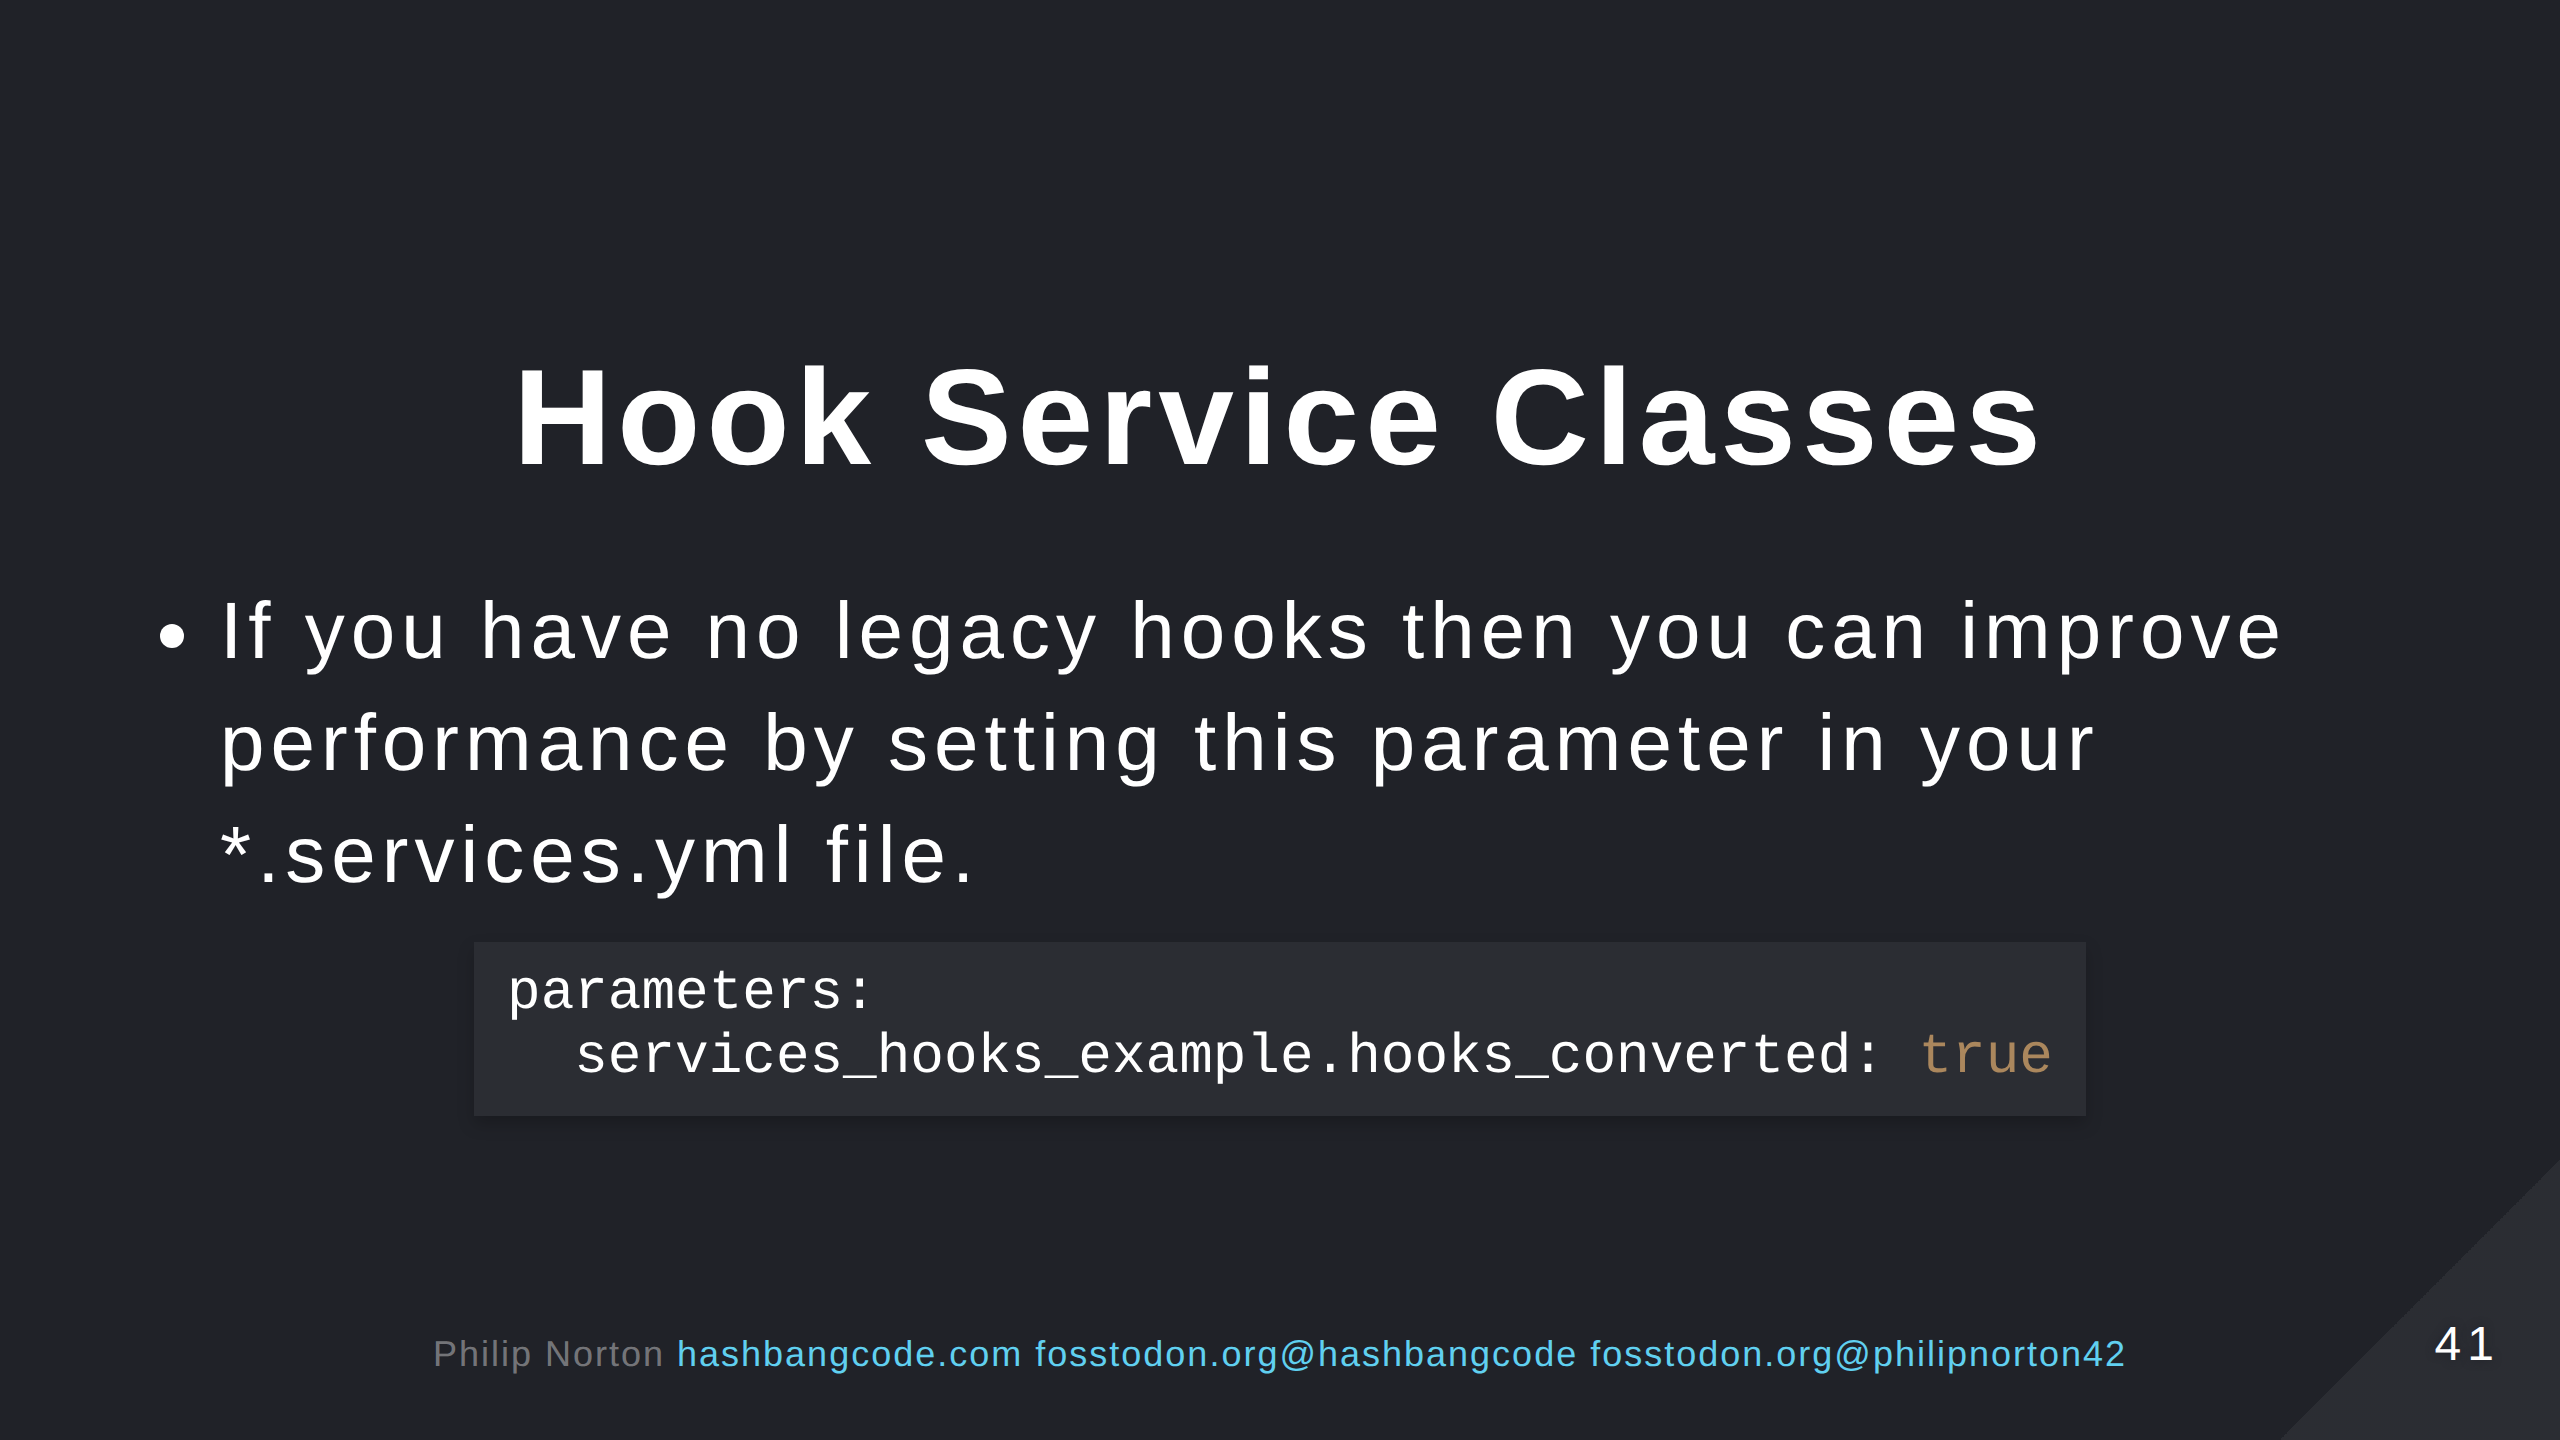 Hook Service Classes
• If you have no legacy hooks then you can improve
performance by setting this parameter in your
*.services.yml file.
parameters:
  services_hooks_example.hooks_converted: true
Philip Norton hashbangcode.com fosstodon.org@hashbangcode fosstodon.org@philipnorton42
41